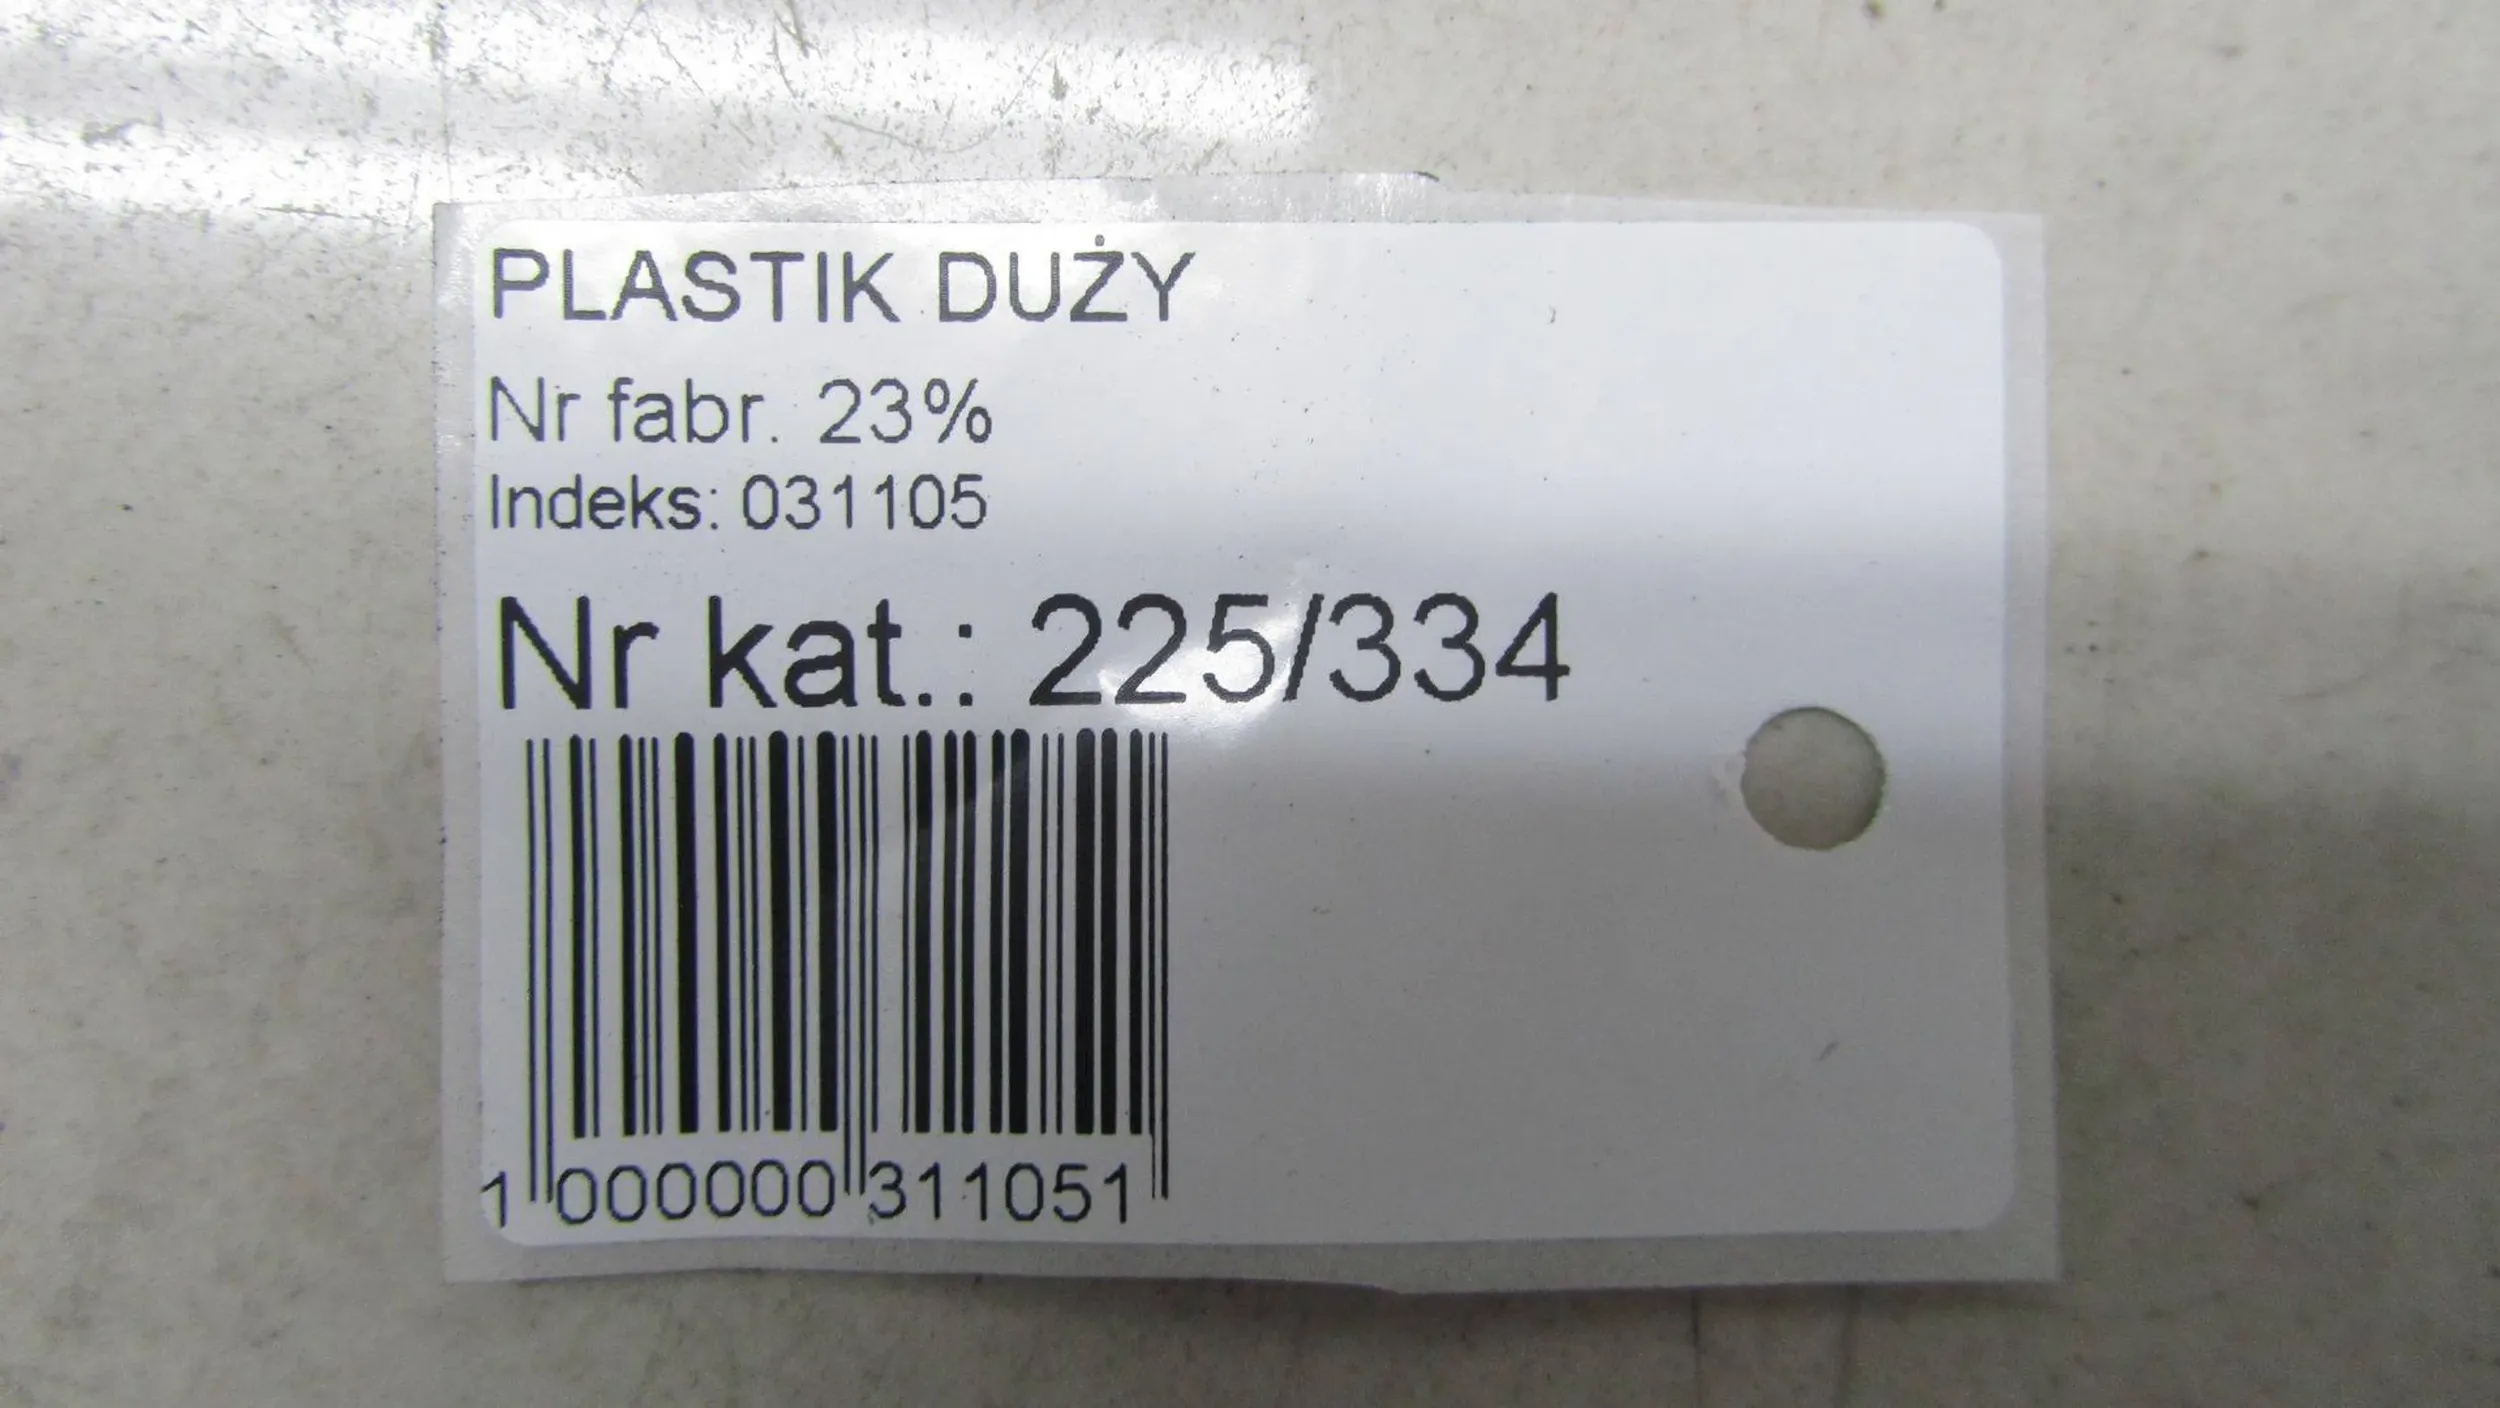 PLASTIK DUŻY
Nr fabr. 23%
Indeks: 031105
Nr kat.: 225/334
1 000000 311051